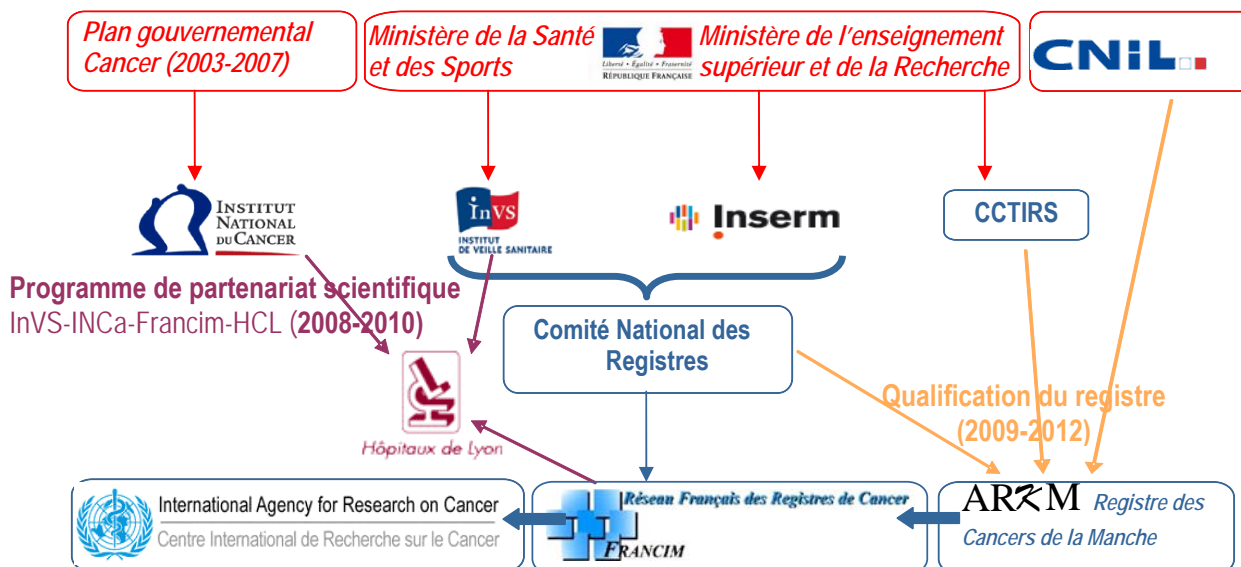 Plan gouvernemental
Cancer (2003-2007)
Ministère de la Santé
et des Sports
Liberté • Égalité • Fraternité
RÉPUBLIQUE FRANÇAISE
Ministère de l'enseignement
supérieur et de la Recherche
CNiL
INSTITUT
NATIONAL
DU CANCER
InVS
INSTITUT
DE VEILLE SANITAIRE
Inserm
CCTIRS
Programme de partenariat scientifique
InVS-INCa-Francim-HCL (2008-2010)
Comité National des
Registres
Hôpitaux de Lyon
Qualification du registre
(2009-2012)
International Agency for Research on Cancer
Centre International de Recherche sur le Cancer
Réseau Français des Registres de Cancer
FRANCIM
ARKM Registre des
Cancers de la Manche